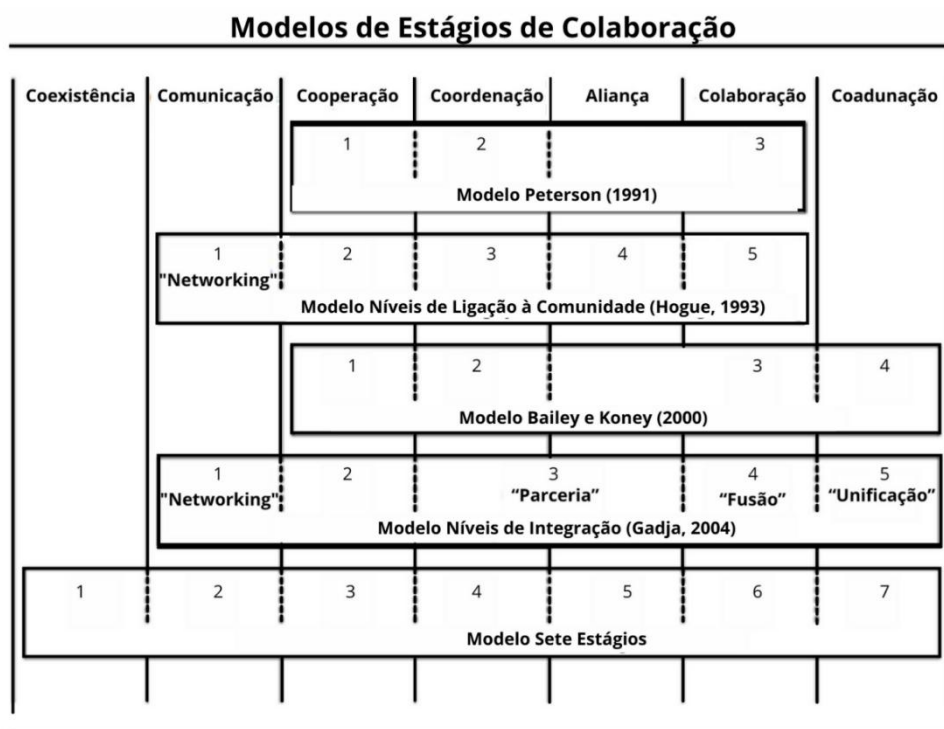 Modelos de Estágios de Colaboração
Coexistência Comunicação Cooperação Coordenação Aliança Colaboração Coadunação
1 2 3
Modelo Peterson (1991)
1 2 3 4 5
"Networking"
Modelo Níveis de Ligação à Comunidade (Hogue, 1993)
1 2 3 4
Modelo Bailey e Koney (2000)
1 2 3 4 5
"Networking" “Parceria” “Fusão” “Unificação”
Modelo Níveis de Integração (Gadja, 2004)
1 2 3 4 5 6 7
Modelo Sete Estágios